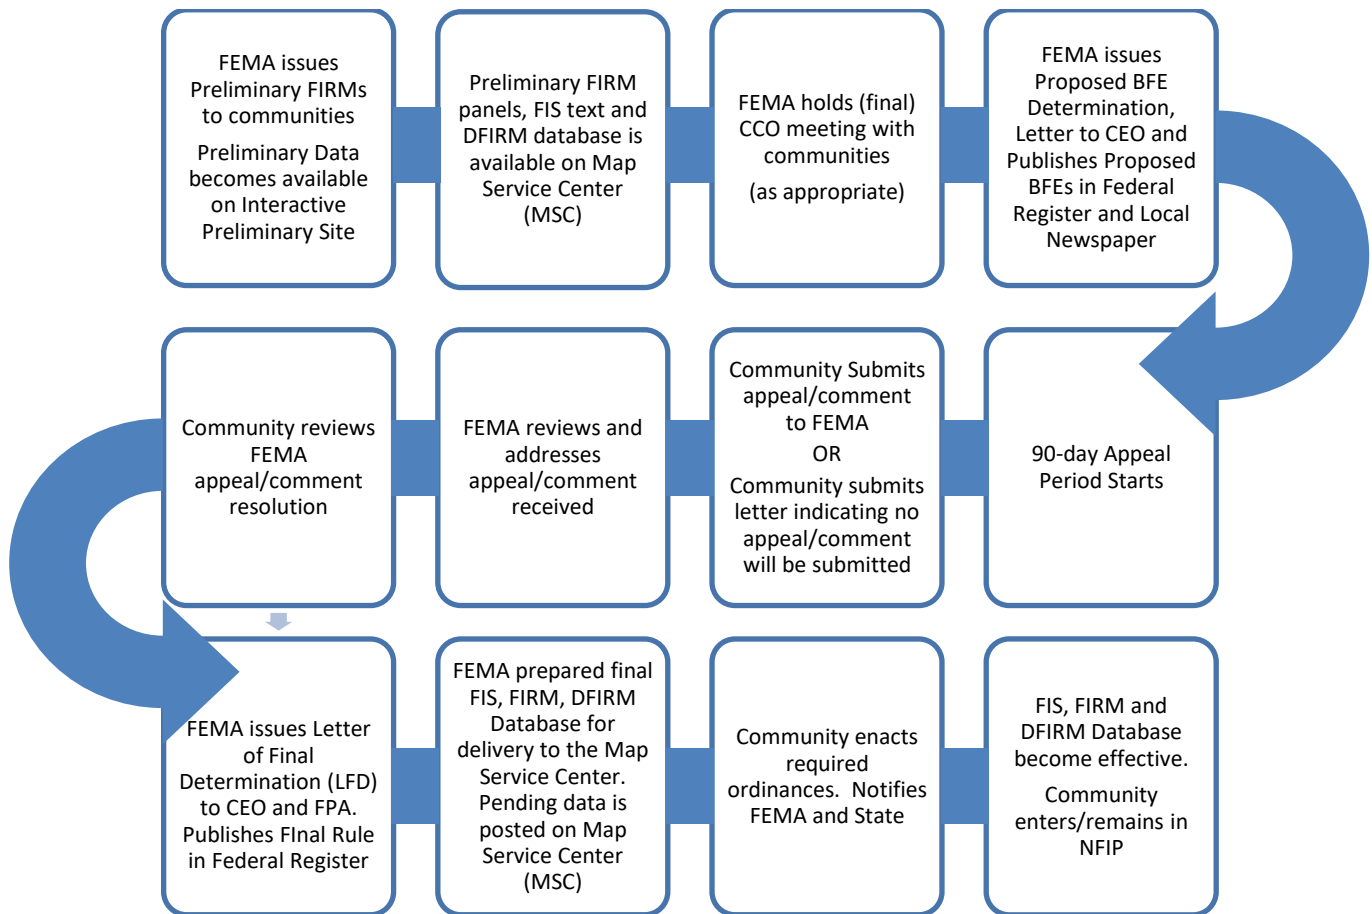 FEMA issues
Preliminary FIRMs
to communities
Preliminary Data
becomes available
on Interactive
Preliminary Site
Preliminary FIRM
panels, FIS text and
DFIRM database is
available on Map
Service Center
(MSC)
FEMA holds (final)
CCO meeting with
communities
(as appropriate)
FEMA issues
Proposed BFE
Determination,
Letter to CEO and
Publishes Proposed
BFEs in Federal
Register and Local
Newspaper
90-day Appeal
Period Starts
Community Submits
appeal/comment
to FEMA
OR
Community submits
letter indicating no
appeal/comment
will be submitted
FEMA reviews and
addresses
appeal/comment
received
Community reviews
FEMA
appeal/comment
resolution
FEMA issues Letter
of Final
Determination (LFD)
to CEO and FPA.
Publishes FInal Rule
in Federal Register
FEMA prepared final
FIS, FIRM, DFIRM
Database for
delivery to the Map
Service Center.
Pending data is
posted on Map
Service Center
(MSC)
Community enacts
required
ordinances.  Notifies
FEMA and State
FIS, FIRM and
DFIRM Database
become effective.
Community
enters/remains in
NFIP